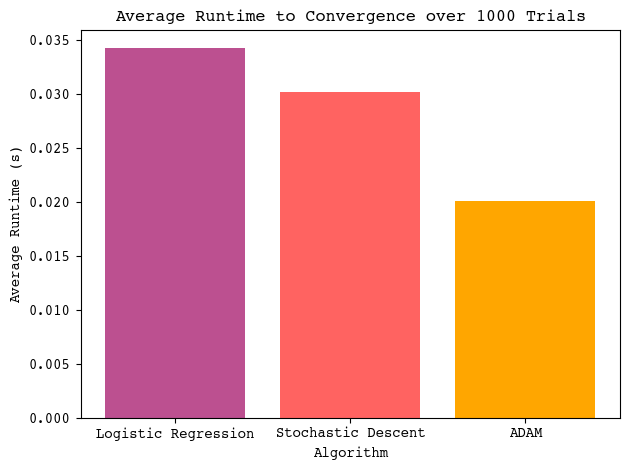 Average Runtime to Convergence over 1000 Trials
Average Runtime (s)
0.035
0.030
0.025
0.020
0.015
0.010
0.005
0.000
Logistic Regression Stochastic Descent ADAM
Algorithm